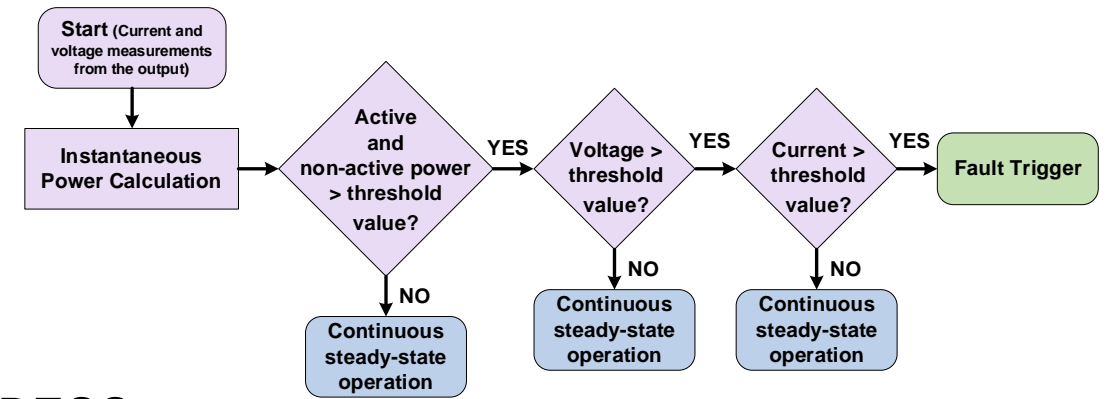 Start (Current and
voltage measurements
from the output)
Instantaneous
Power Calculation
Active
and
non-active power
> threshold
value?
YES
NO
Continuous
steady-state
operation
Voltage >
threshold
value?
YES
NO
Continuous
steady-state
operation
Current >
threshold
value?
YES
NO
Continuous
steady-state
operation
Fault Trigger